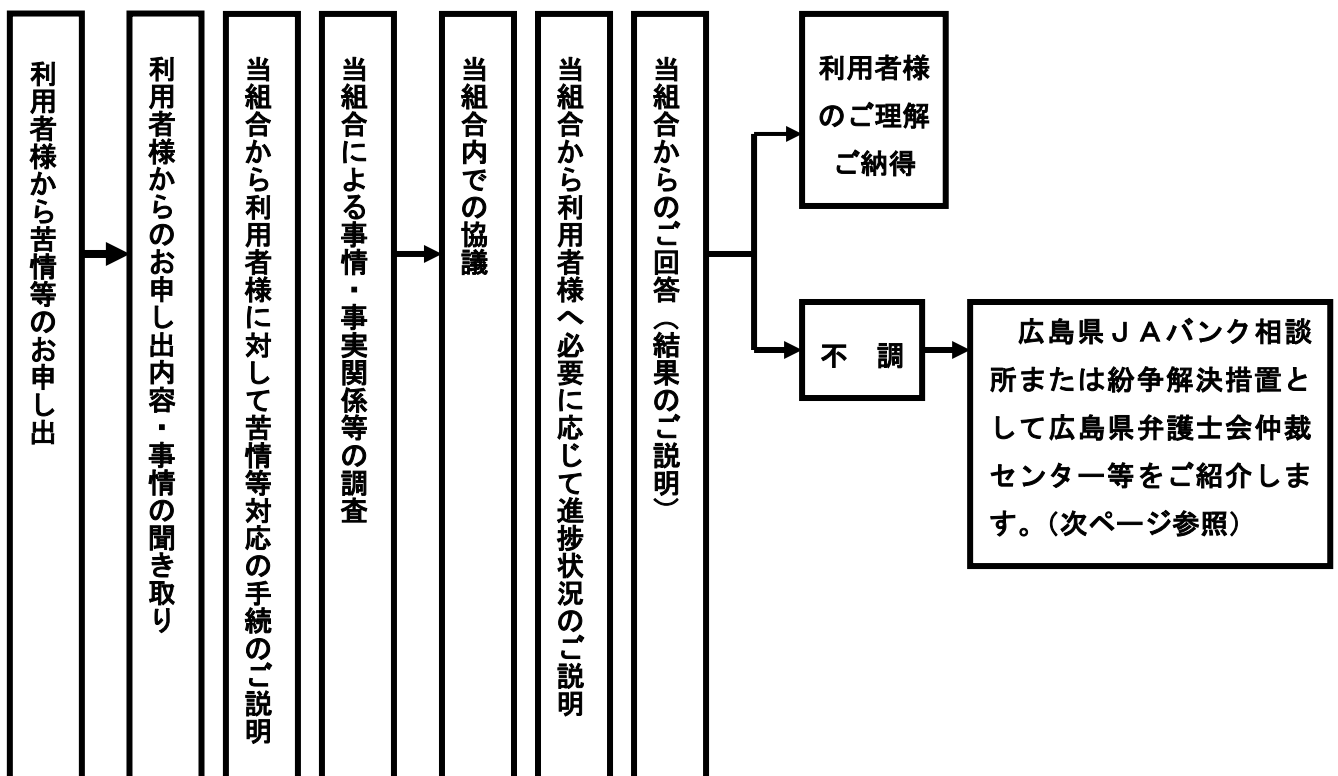 利用者様から苦情等のお申し出
利用者様からのお申し出内容・事情の聞き取り
当組合から利用者様に対して苦情等対応の手続のご説明
当組合による事情・事実関係等の調査
当組合内での協議
当組合から利用者様へ必要に応じて進捗状況のご説明
当組合からのご回答（結果のご説明）
利用者様
のご理解
ご納得
不　調
広島県ＪＡバンク相談
所または紛争解決措置と
して広島県弁護士会仲裁
センター等をご紹介しま
す。（次ページ参照）